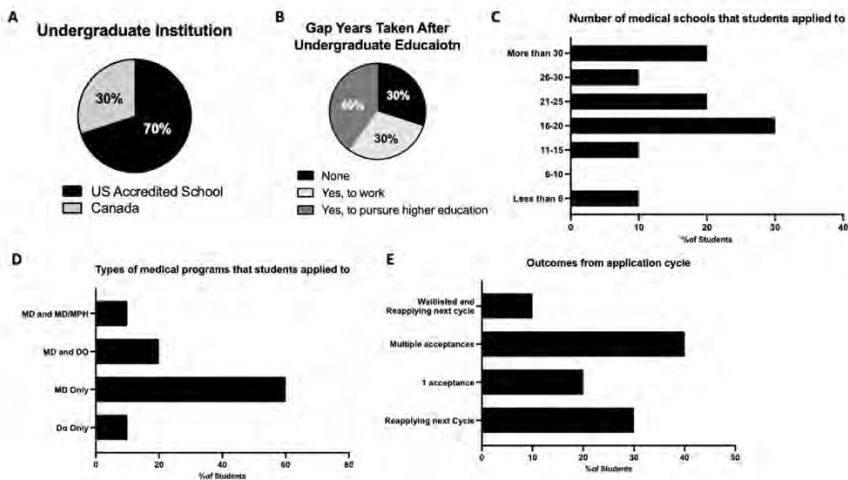 A
Undergraduate Institution
30%
70%
US Accredited School
Canada
B
Gap Years Taken After
Undergraduate Educaiotn
40%
30%
30%
None
Yes, to work
Yes, to pursure higher education
C
Number of medical schools that students applied to
More than 30
26-30
21-25
16-20
11-15
6-10
Less than 6
0 10 20 30 40
%of Students
D
Types of medical programs that students applied to
MD and MD/MPH
MD and DO
MD Only
Do Only
0 20 40 60 80
%of Students
E
Outcomes from application cycle
Waitlisted and
Reapplying next cycle
Multiple acceptances
1 acceptance
Reapplying next Cycle
0 10 20 30 40 50
%of Students